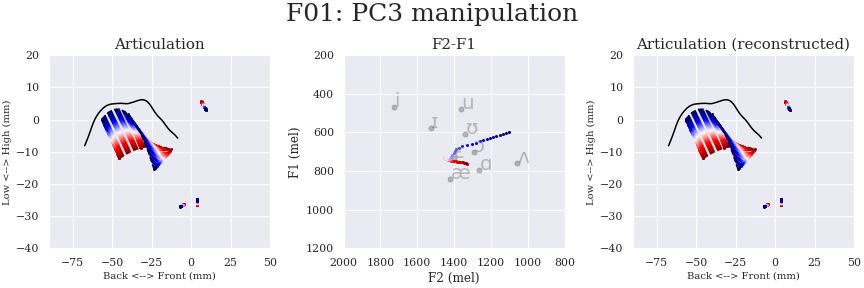 F01: PC3 manipulation
Articulation
F2-F1
Articulation (reconstructed)
20
10
0
−10
−20
−30
−40
Low <--> High (mm)
−75
−50
−25
0
25
50
Back <--> Front (mm)
200
400
600
800
1000
1200
F1 (mel)
i
u
ɪ
ʊ
ɔ
ʌ
ɑ
æ
2000
1800
1600
1400
1200
1000
800
F2 (mel)
20
10
0
−10
−20
−30
−40
Low <--> High (mm)
−75
−50
−25
0
25
50
Back <--> Front (mm)